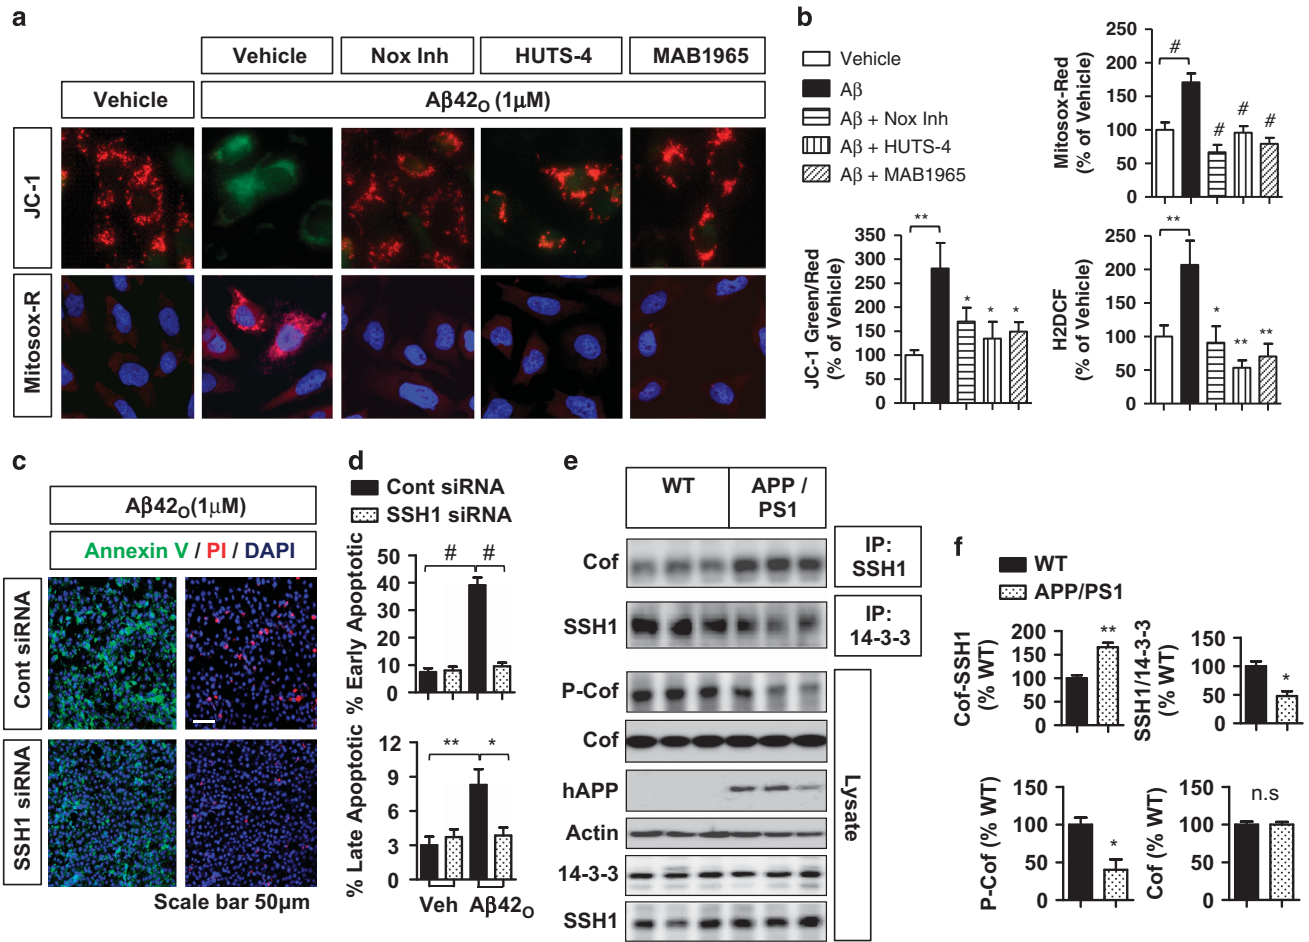 a
Vehicle Nox Inh HUTS-4 MAB1965
Vehicle Aβ42O (1μM)
JC-1
Mitosox-R
b
Vehicle
Aβ
Aβ + Nox Inh
Aβ + HUTS-4
Aβ + MAB1965
Mitosox-Red
(% of Vehicle)
250
200
150
100
50
0
# # # #
JC-1 Green/Red
(% of Vehicle)
350
300
250
200
150
100
50
0
** * * *
H2DCF
(% of Vehicle)
250
200
150
100
50
0
** * ** **
c
Aβ42O(1μM)
Annexin V / PI / DAPI
Cont siRNA
SSH1 siRNA
Scale bar 50μm
d
Cont siRNA
SSH1 siRNA
% Early Apoptotic
50
40
30
20
10
0
# #
% Late Apoptotic
12
9
6
3
0
** *
Veh Aβ42O
e
WT APP /
PS1
Cof
IP:
SSH1
SSH1
IP:
14-3-3
P-Cof
Cof
hAPP
Actin
14-3-3
SSH1
Lysate
f
WT
APP/PS1
Cof-SSH1
(% WT)
200
150
100
50
0
**
SSH1/14-3-3
(% WT)
150
100
50
0
*
P-Cof (% WT)
150
100
50
0
*
Cof (% WT)
150
100
50
0
n.s